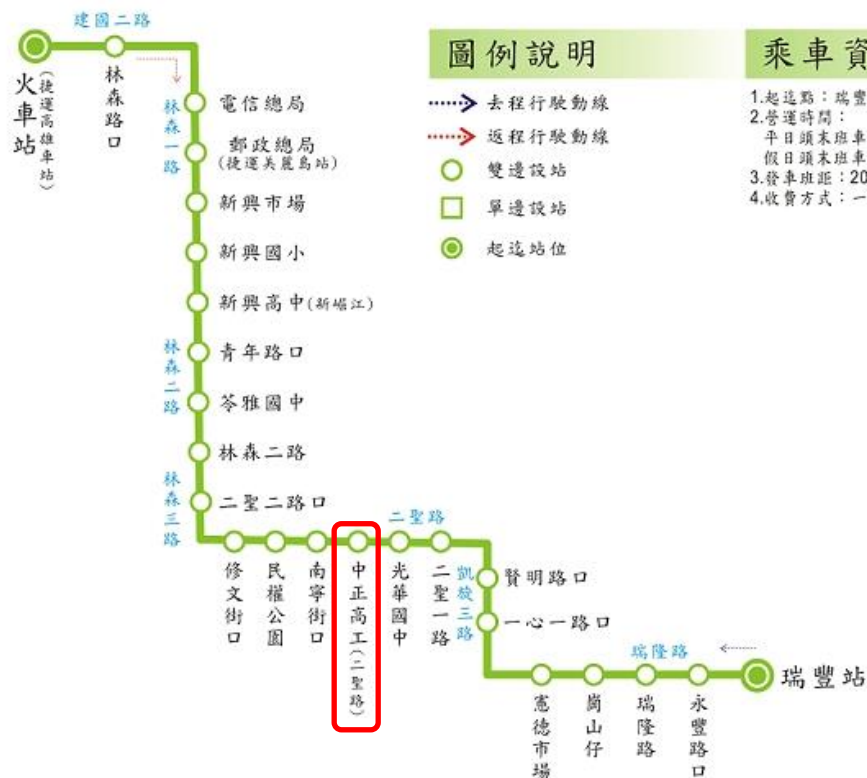 建國二路
火車站
(捷運高雄車站)
林森路口
林森一路
電信總局
郵政總局
(捷運美麗島站)
新興市場
新興國小
新興高中(新崛江)
林森二路
青年路口
苓雅國中
林森二路
林森三路
二聖二路口
二聖路
修文街口
民權公園
南寧街口
中正高工(二聖路)
光華國中
二聖一路
凱旋三路
賢明路口
一心一路口
瑞隆路
憲德市場
崗山仔
瑞隆路
永豐路口
瑞豐站
圖例說明
去程行駛動線
返程行駛動線
雙邊設站
單邊設站
起迄站位
乘車資
1.起迄點：瑞豐
2.營運時間：
平日頭末班車
假日頭末班車
3.發車班距：20
4.收費方式：一